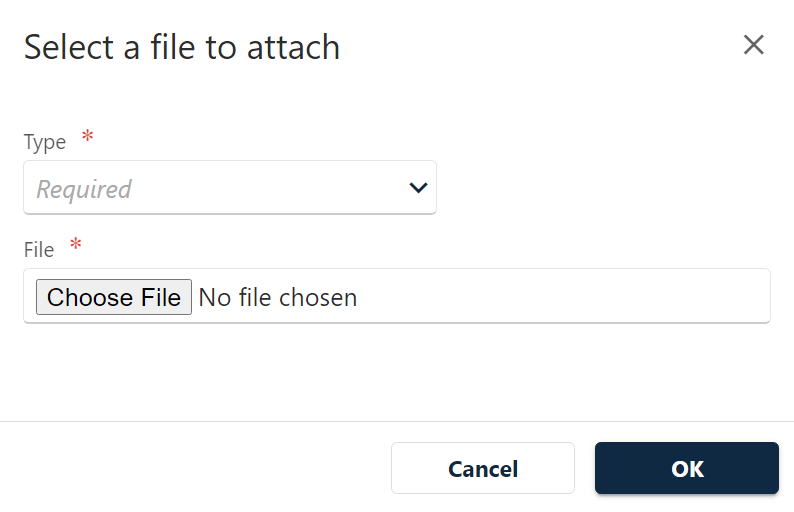 Select a file to attach
Type *
Required
File *
Choose File No file chosen
Cancel OK